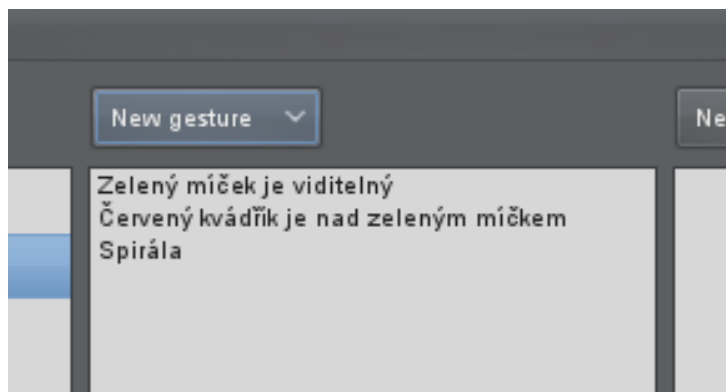 New gesture
Ne
Zelený míček je viditelný
Červený kvádřík je nad zeleným míčkem
Spirála